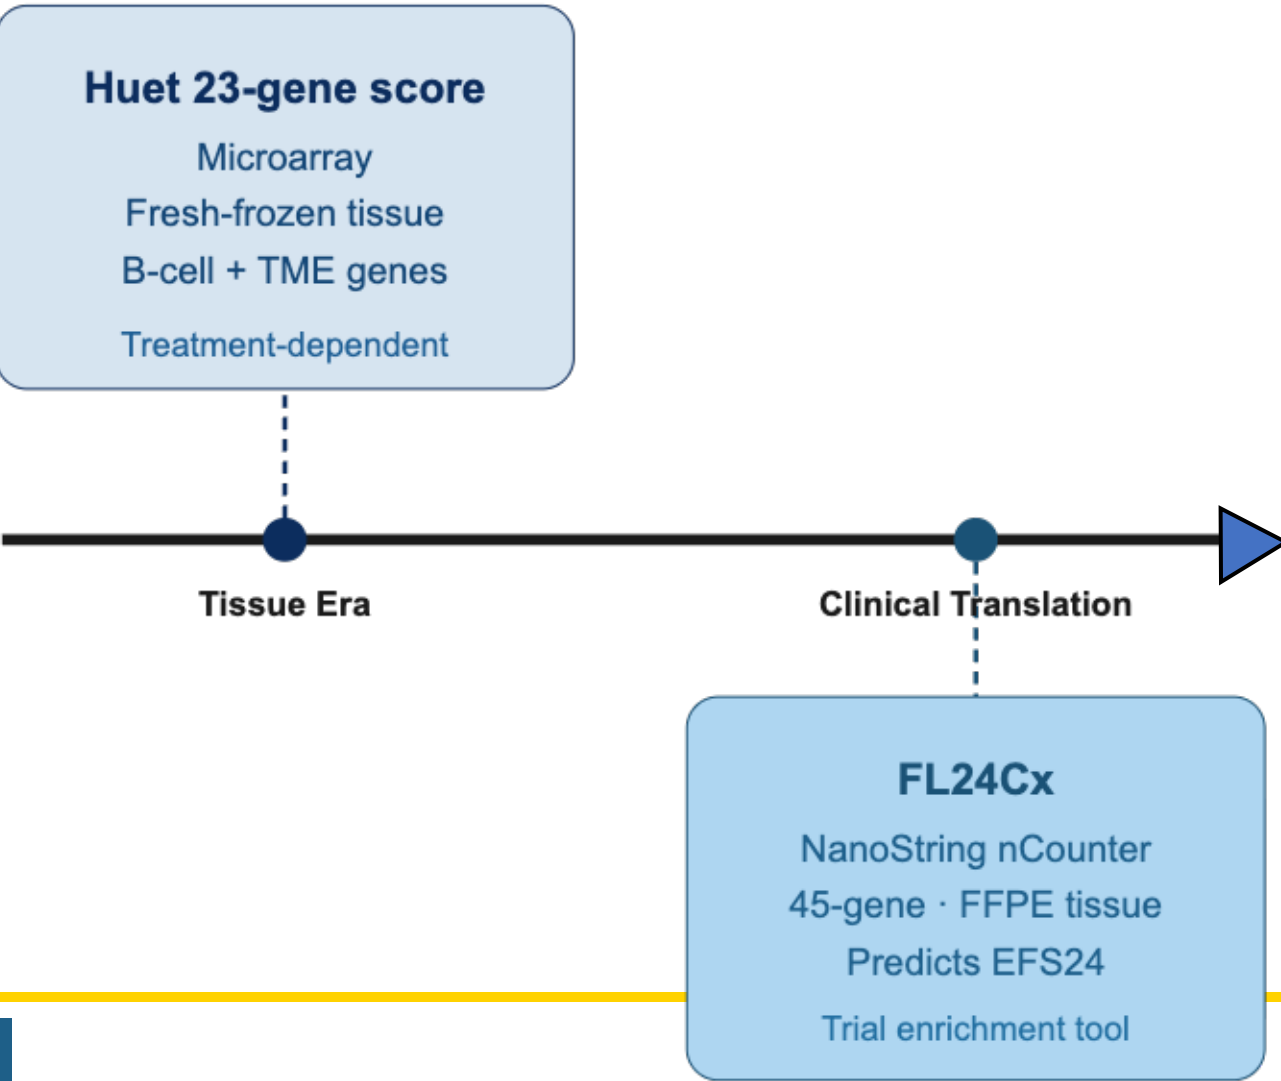 Huet 23-gene score
Microarray
Fresh-frozen tissue
B-cell + TME genes
Treatment-dependent
Tissue Era
Clinical Translation
FL24Cx
NanoString nCounter
45-gene · FFPE tissue
Predicts EFS24
Trial enrichment tool